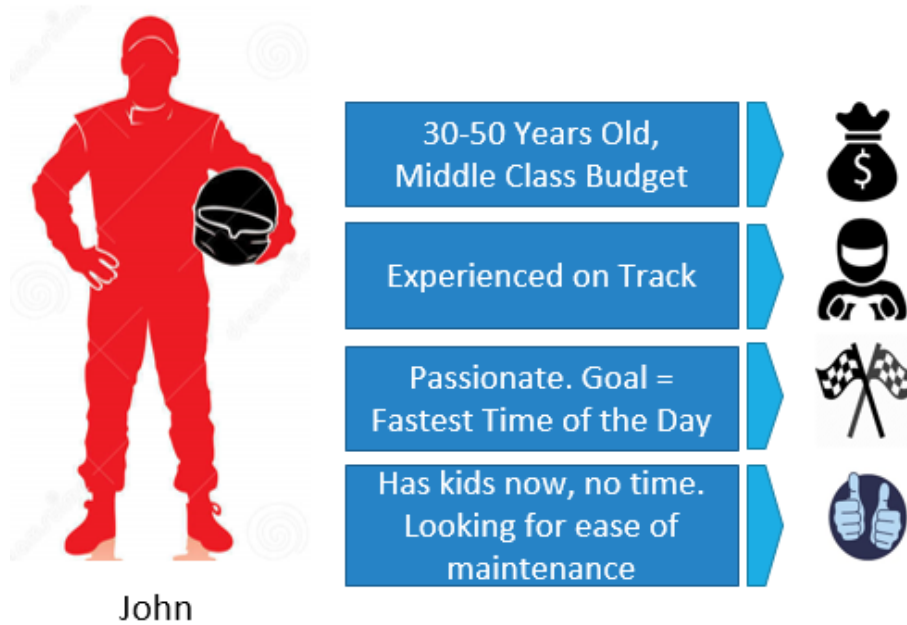 30-50 Years Old,
Middle Class Budget
$
Experienced on Track
Passionate. Goal =
Fastest Time of the Day
Has kids now, no time.
Looking for ease of
maintenance
John